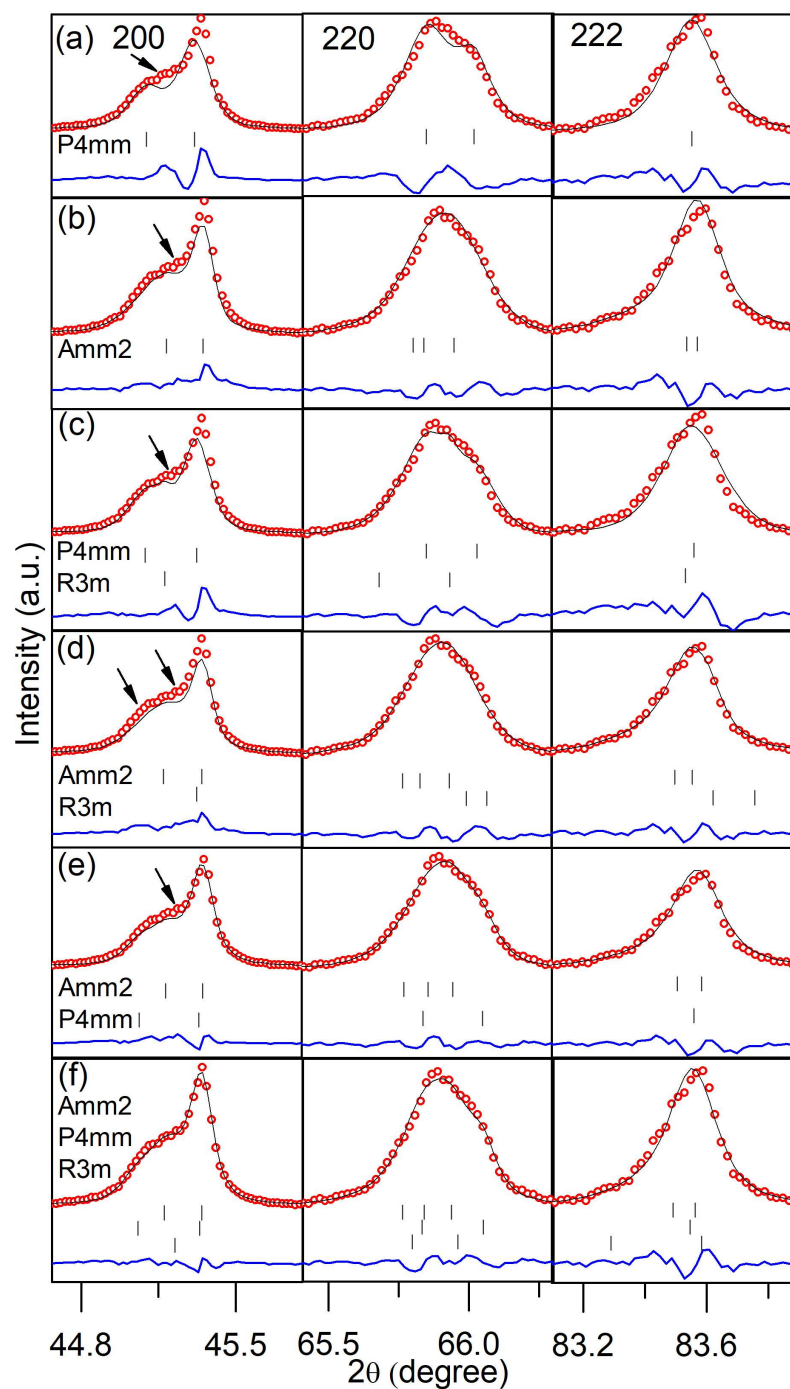 (a) 200 220 222
P4mm
(b)
Amm2
(c)
P4mm
R3m
(d)
Amm2
R3m
(e)
Amm2
P4mm
(f)
Amm2
P4mm
R3m
Intensity (a.u.)
44.8 45.5 65.5 66.0 83.2 83.6
2θ (degree)